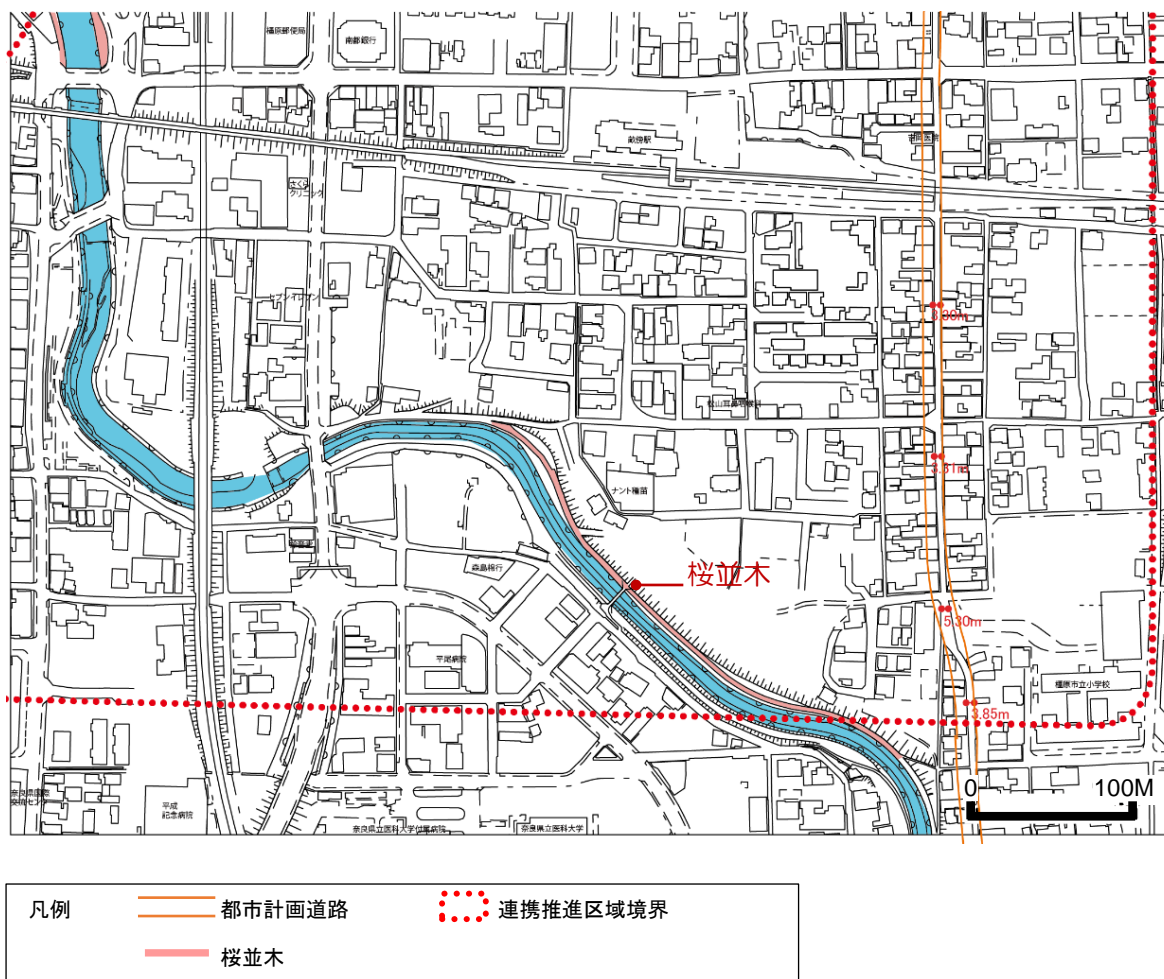 橿原郵便局
南都銀行
畝傍駅
さくら
クリニック
セブンイレブン
3.30m
3.31m
ナント種苗
桜並木
森島綿行
5.30m
平尾病院
橿原市立小学校
3.85m
平成
記念病院
奈良県立医科大学付属病院
奈良県立医科大学
0
100M
凡例
都市計画道路
連携推進区域境界
桜並木